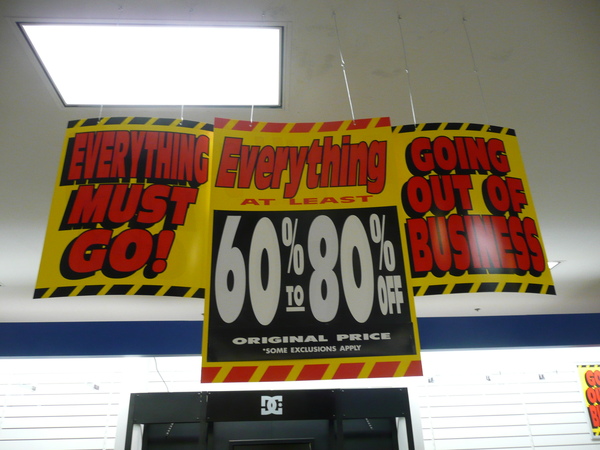 EVERYTHING
MUST
GO!
Everything
AT LEAST
60% TO 80% OFF
ORIGINAL PRICE
*SOME EXCLUSIONS APPLY
GOING
OUT OF
BUSINESS
DC